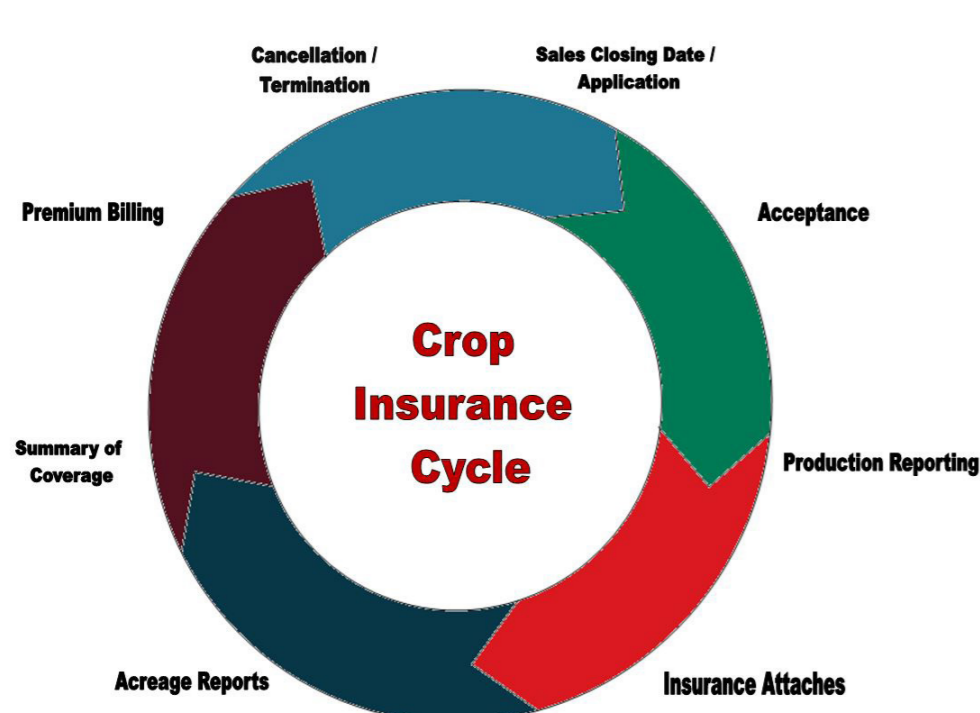 Cancellation /
Termination
Sales Closing Date /
Application
Premium Billing
Acceptance
Crop
Insurance
Cycle
Summary of
Coverage
Production Reporting
Acreage Reports
Insurance Attaches